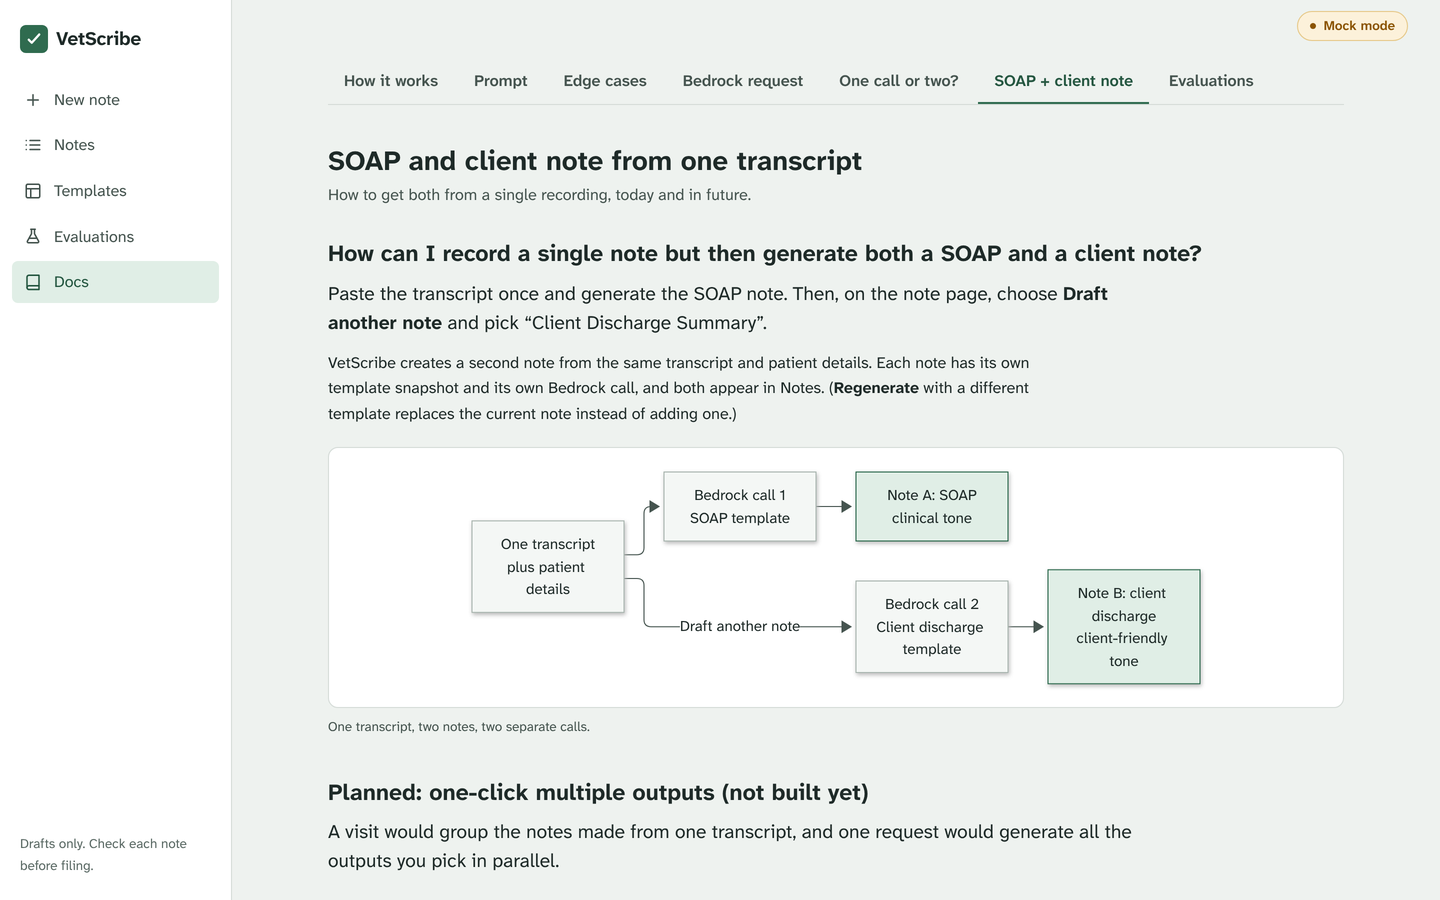 VetScribe
New note
Notes
Templates
Evaluations
Docs
Drafts only. Check each note
before filing.
Mock mode
How it works
Prompt
Edge cases
Bedrock request
One call or two?
SOAP + client note
Evaluations
SOAP and client note from one transcript
How to get both from a single recording, today and in future.
How can I record a single note but then generate both a SOAP and a client note?
Paste the transcript once and generate the SOAP note. Then, on the note page, choose Draft
another note and pick “Client Discharge Summary”.
VetScribe creates a second note from the same transcript and patient details. Each note has its own
template snapshot and its own Bedrock call, and both appear in Notes. (Regenerate with a different
template replaces the current note instead of adding one.)
One transcript
plus patient
details
Bedrock call 1
SOAP template
Note A: SOAP
clinical tone
Draft another note
Bedrock call 2
Client discharge
template
Note B: client
discharge
client-friendly
tone
One transcript, two notes, two separate calls.
Planned: one-click multiple outputs (not built yet)
A visit would group the notes made from one transcript, and one request would generate all the
outputs you pick in parallel.